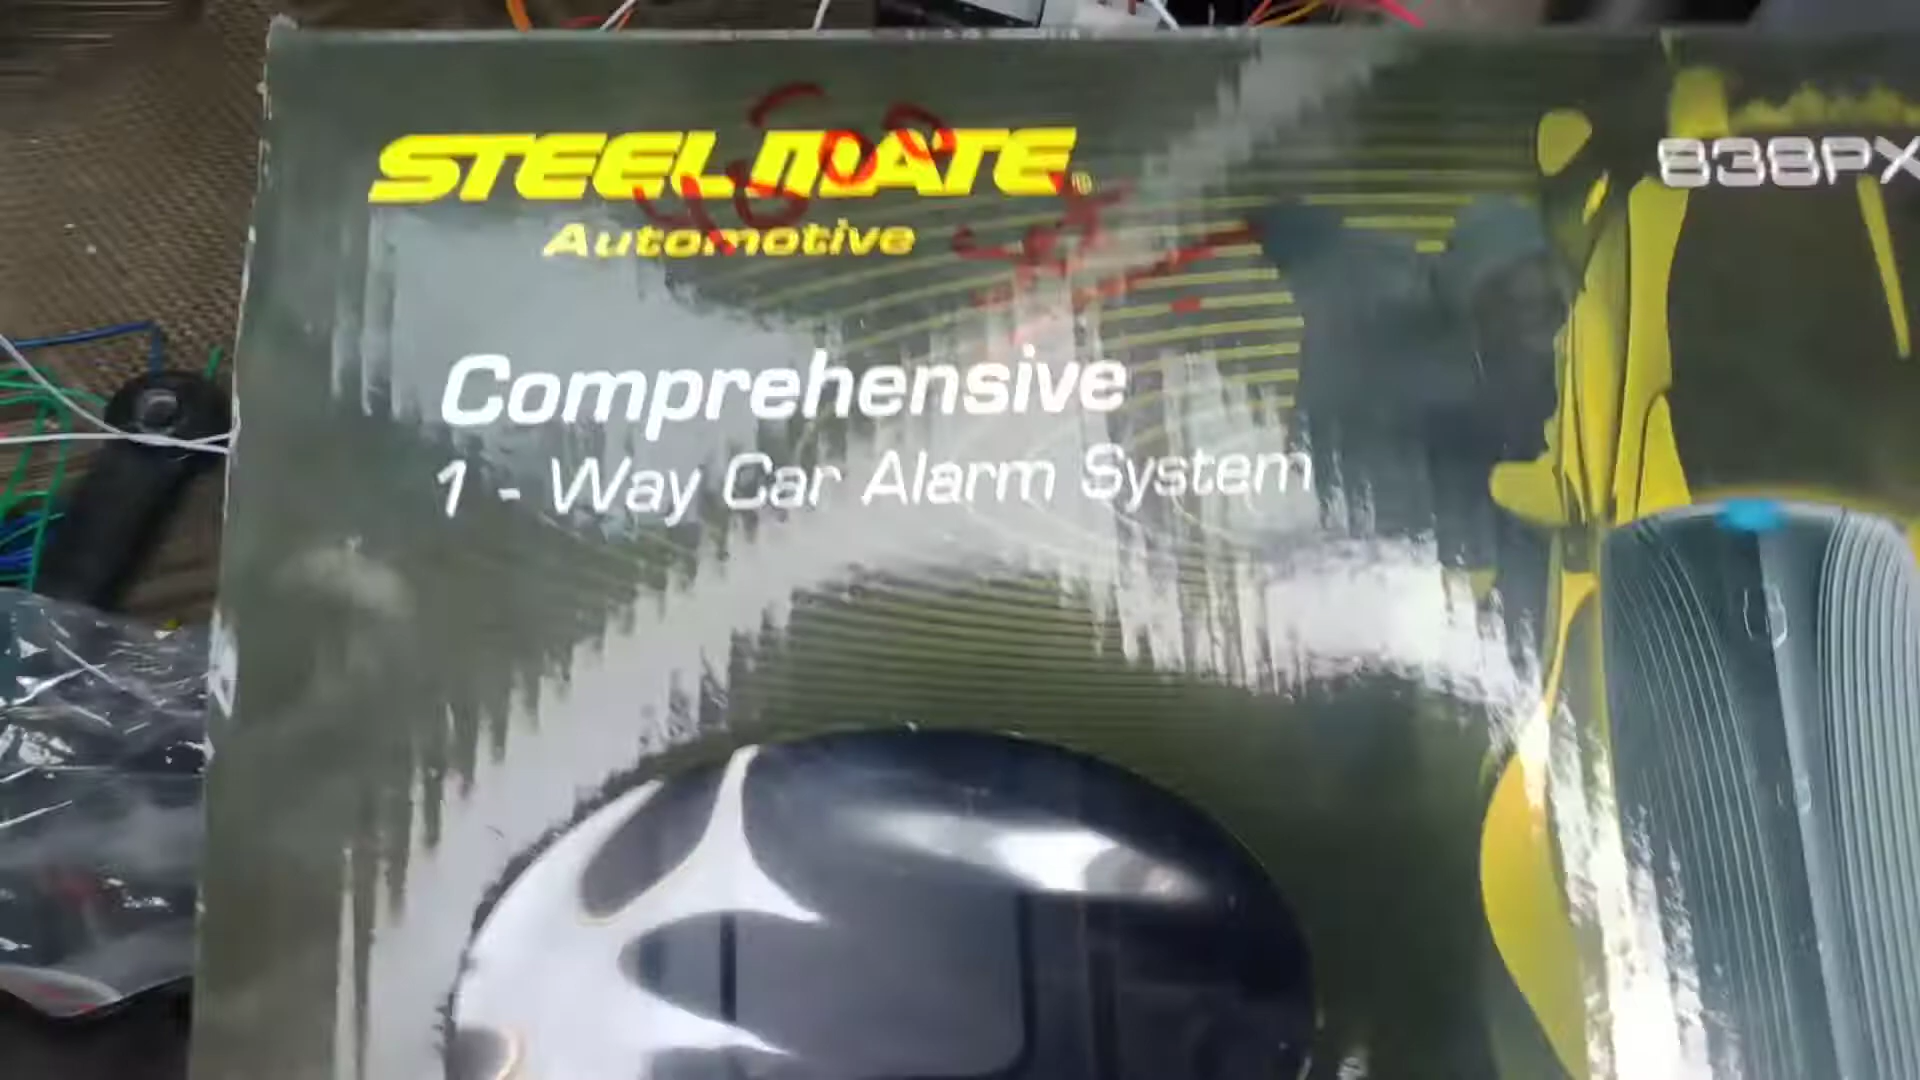 STEELMATE®
Automotive
838PX
Comprehensive
1 - Way Car Alarm System